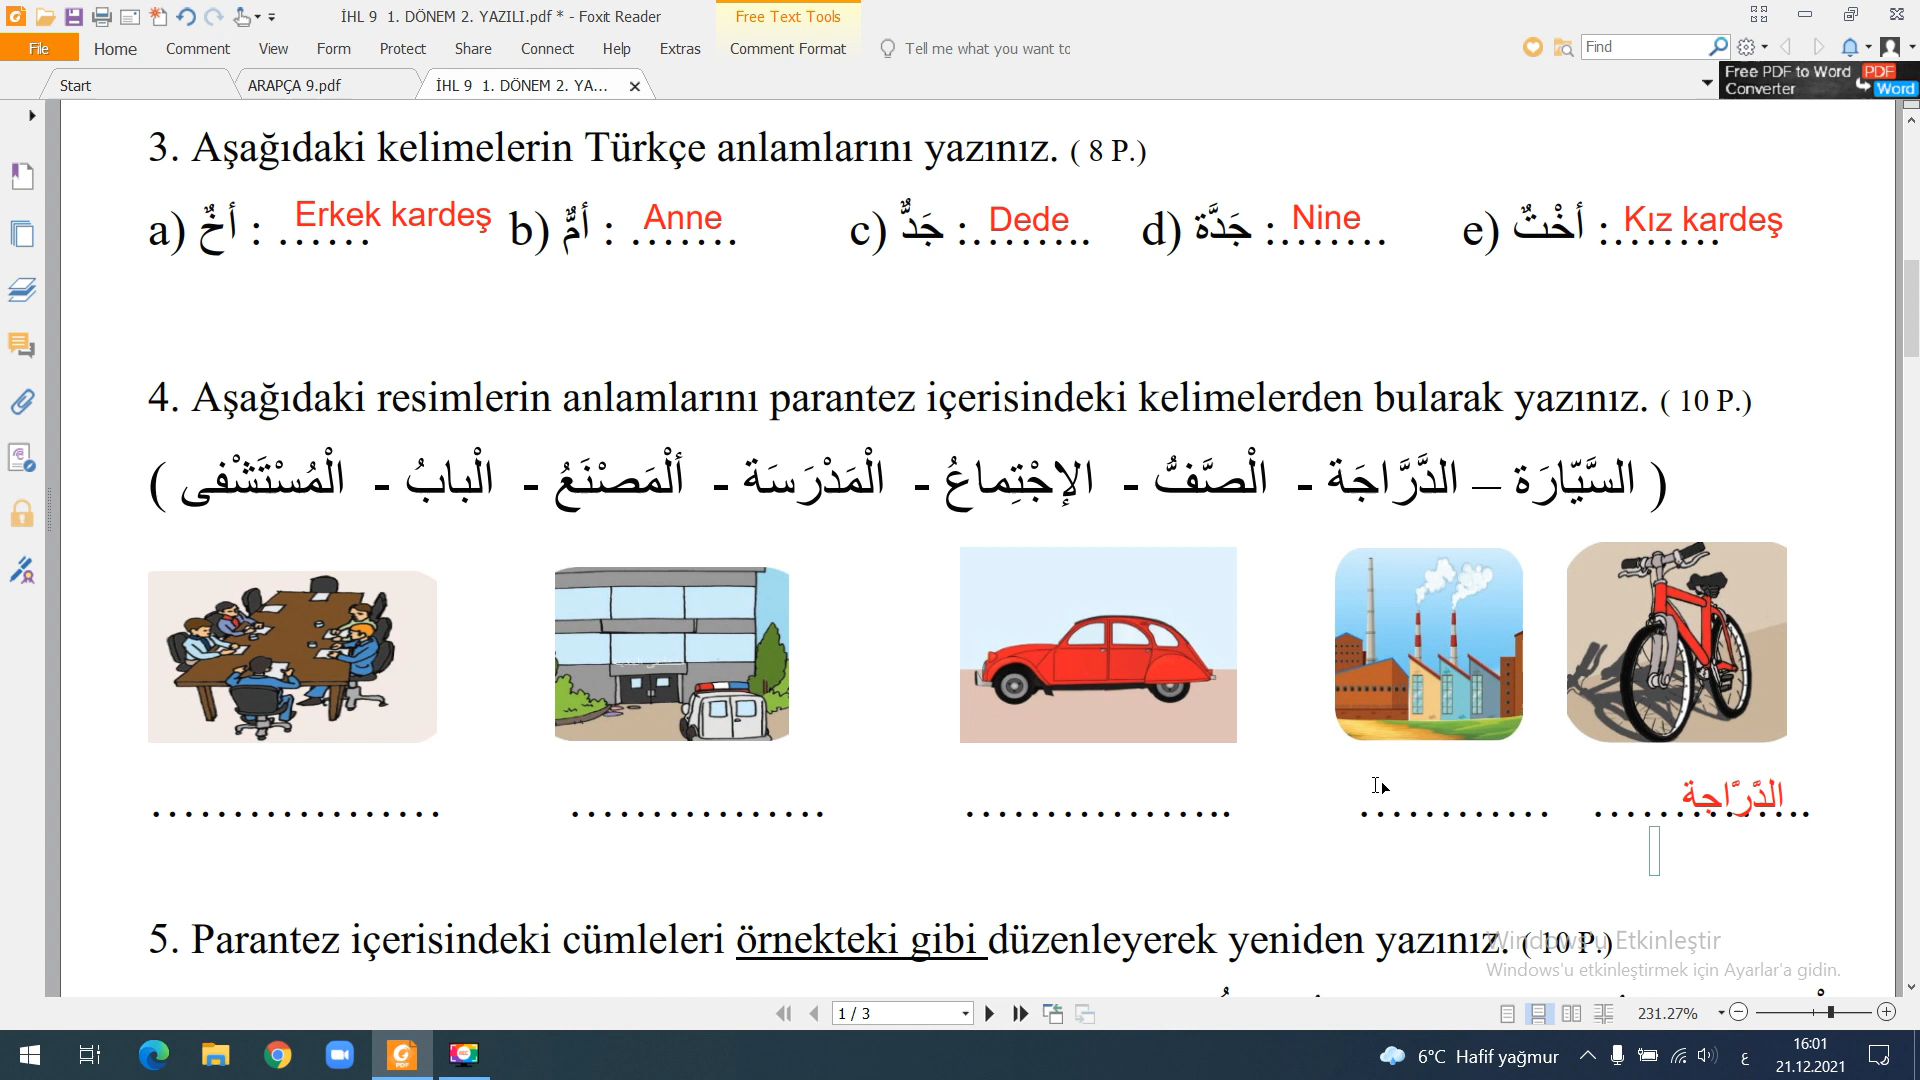 İHL 9 1. DÖNEM 2. YAZILI.pdf * - Foxit Reader
Free Text Tools
File Home Comment View Form Protect Share Connect Help Extras Comment Format Tell me what you want to Find
Start ARAPÇA 9.pdf İHL 9 1. DÖNEM 2. YA...
Free PDF to Word Converter PDF Word
3. Aşağıdaki kelimelerin Türkçe anlamlarını yazınız. ( 8 P.)
a) أخٌ : ...... Erkek kardeş b) أمٌّ : ....... Anne c) جَدٌّ :........ Dede d) جَدَّة :....... Nine e) أخْتٌ :....... Kız kardeş
4. Aşağıdaki resimlerin anlamlarını parantez içerisindeki kelimelerden bularak yazınız. ( 10 P.)
( السَّيّارَة – الدَّرَّاجَة - الْصَّفُّ - الإجْتِماعُ - الْمَدْرَسَة - ألْمَصْنَعُ - الْبابُ - الْمُسْتَشْفى )
.................. ................ ................. ............ .............. الدَّرَّاجة
5. Parantez içerisindeki cümleleri örnekteki gibi düzenleyerek yeniden yazınız. ( 10 P.)
Windows'u Etkinleştir
Windows'u etkinleştirmek için Ayarlar'a gidin.
1 / 3 231.27%
6°C Hafif yağmur ع 16:01
21.12.2021